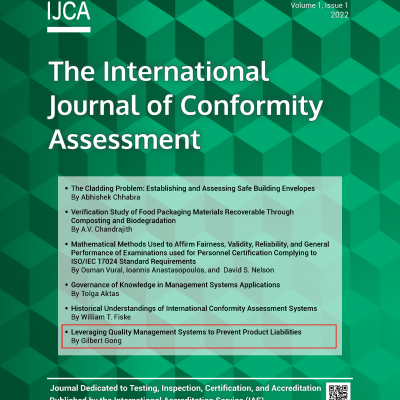 IJCA
Volume 1, Issue 1
2022
The International
Journal of Conformity
Assessment
• The Cladding Problem: Establishing and Assessing Safe Building Envelopes
By Abhishek Chhabra
• Verification Study of Food Packaging Materials Recoverable Through
Composting and Biodegradation
By A.V. Chandrajith
• Mathematical Methods Used to Affirm Fairness, Validity, Reliability, and General
Performance of Examinations used for Personnel Certification Complying to
ISO/IEC 17024 Standard Requirements
By Osman Vural, Ioannis Anastasopoulos, and David S. Nelson
• Governance of Knowledge in Management Systems Applications
By Tolga Aktas
• Historical Understandings of International Conformity Assessment Systems
By William T. Fiske
• Leveraging Quality Management Systems to Prevent Product Liabilities
By Gilbert Gong
Journal Dedicated to Testing, Inspection, Certification, and Accreditation
Published by the International Accreditation Service (IAS)